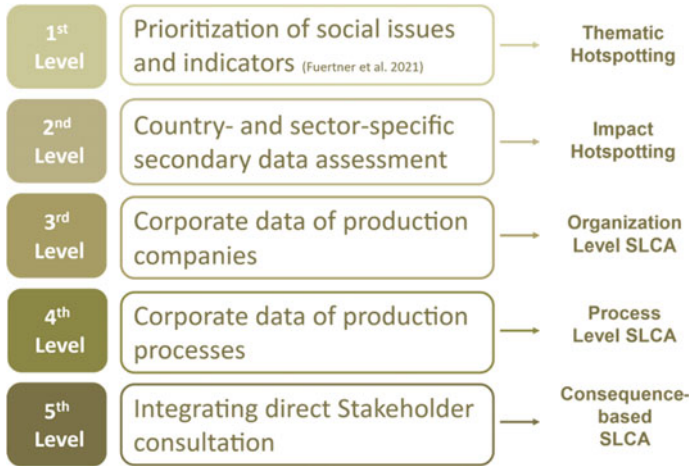 1st
Level
Prioritization of social issues
and indicators (Fuertner et al. 2021)
Thematic
Hotspotting
2nd
Level
Country- and sector-specific
secondary data assessment
Impact
Hotspotting
3rd
Level
Corporate data of production
companies
Organization
Level SLCA
4th
Level
Corporate data of production
processes
Process
Level SLCA
5th
Level
Integrating direct Stakeholder
consultation
Consequence-
based
SLCA